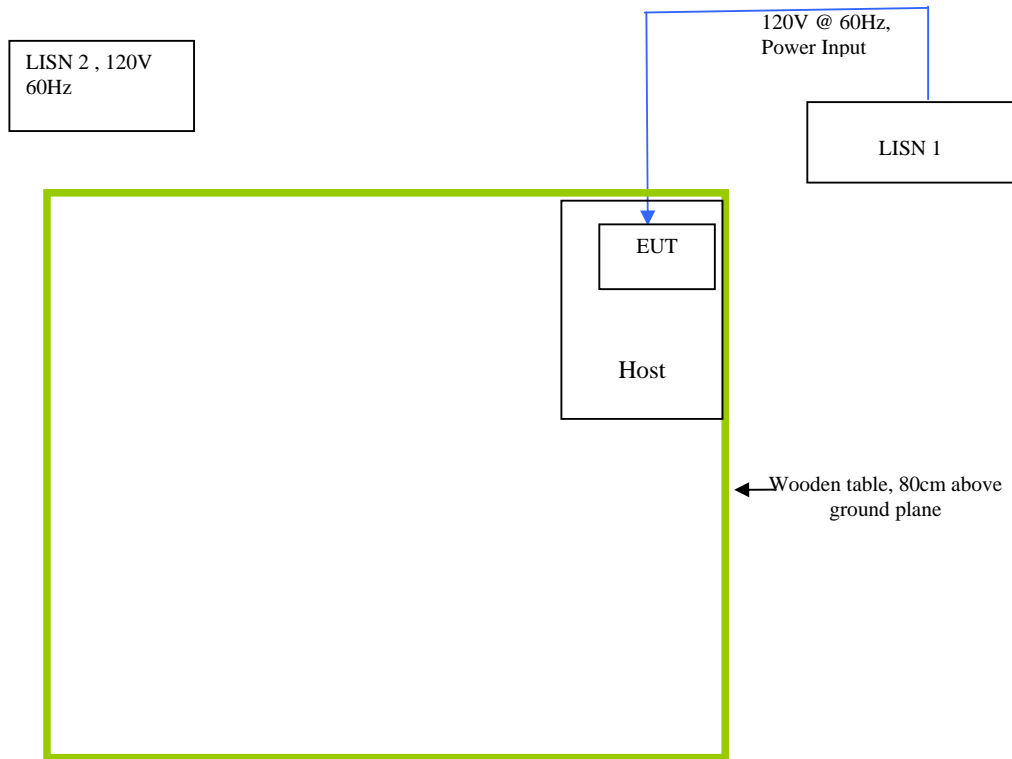 120V @ 60Hz,
Power Input
LISN 2 , 120V
60Hz
LISN 1
EUT
Host
Wooden table, 80cm above
ground plane